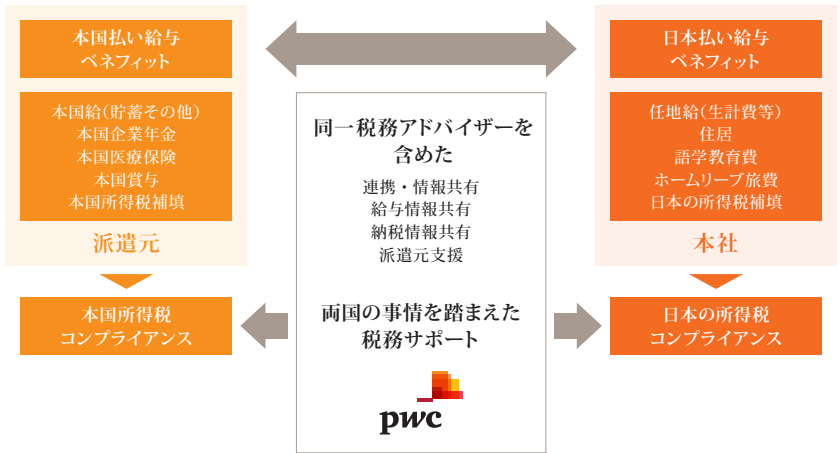 本国払い給与
ベネフィット
本国給(貯蓄その他)
本国企業年金
本国医療保険
本国賞与
本国所得税補填
派遣元
本国所得税
コンプライアンス
同一税務アドバイザーを
含めた
連携・情報共有
給与情報共有
納税情報共有
派遣元支援
両国の事情を踏まえた
税務サポート
pwc
日本払い給与
ベネフィット
任地給(生計費等)
住居
語学教育費
ホームリーブ旅費
日本の所得税補填
本社
日本の所得税
コンプライアンス